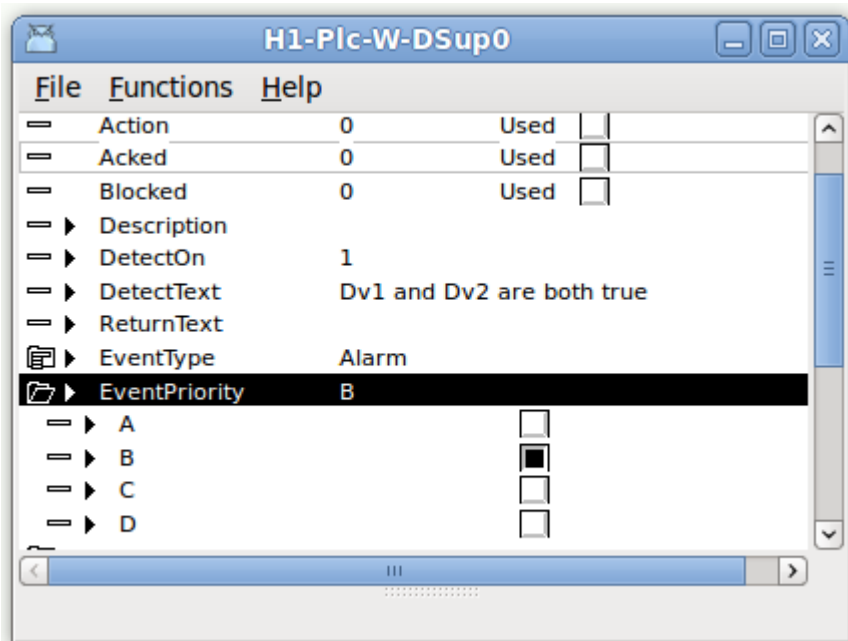 H1-Plc-W-DSup0
File Functions Help
Action 0 Used
Acked 0 Used
Blocked 0 Used
Description
DetectOn 1
DetectText Dv1 and Dv2 are both true
ReturnText
EventType Alarm
EventPriority B
A
B
C
D